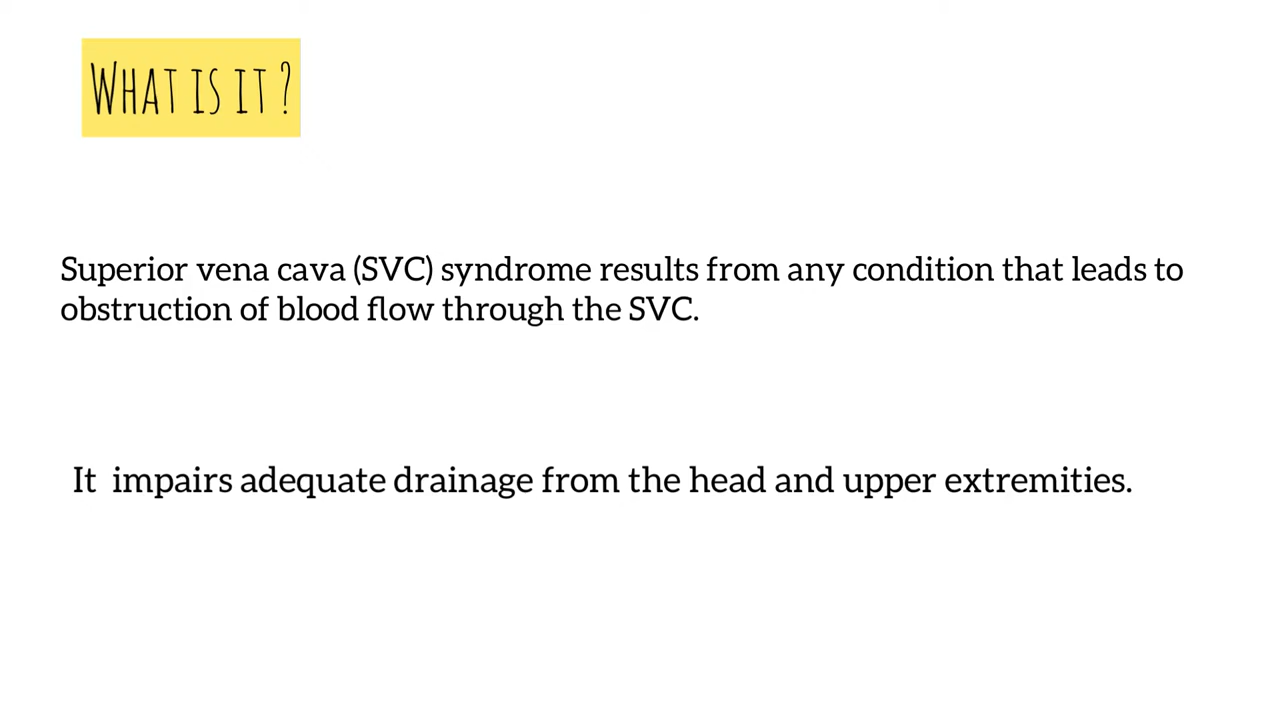 WHAT IS IT ?
Superior vena cava (SVC) syndrome results from any condition that leads to
obstruction of blood flow through the SVC.
It impairs adequate drainage from the head and upper extremities.